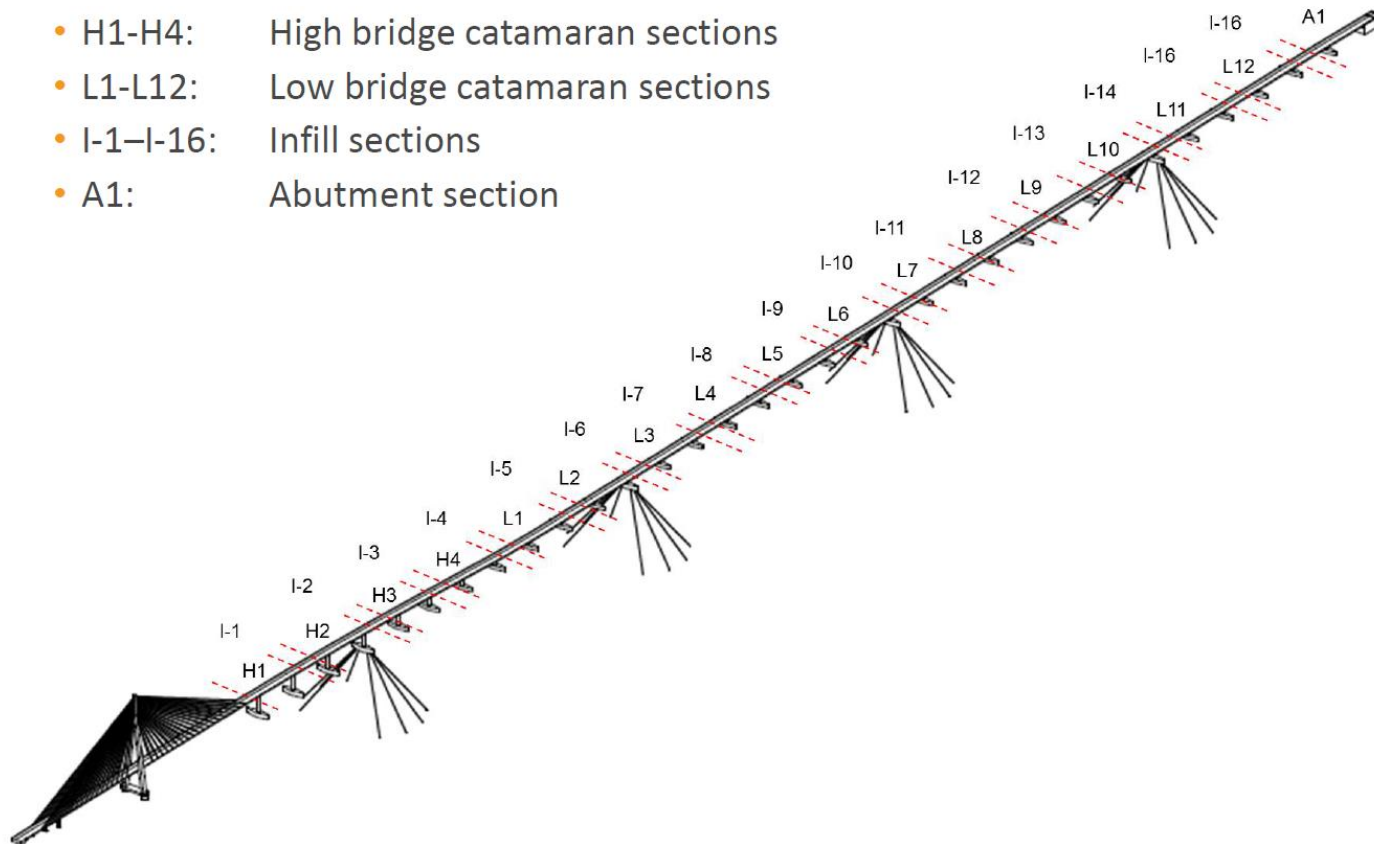 • H1-H4: High bridge catamaran sections
• L1-L12: Low bridge catamaran sections
• I-1–I-16: Infill sections
• A1: Abutment section
I-16
A1
I-16
L12
I-14
L11
I-13
L10
I-12
L9
I-11
L8
I-10
L7
I-9
L6
I-8
L5
I-7
L4
I-6
L3
I-5
L2
I-4
L1
I-3
H4
I-2
H3
I-1
H2
H1